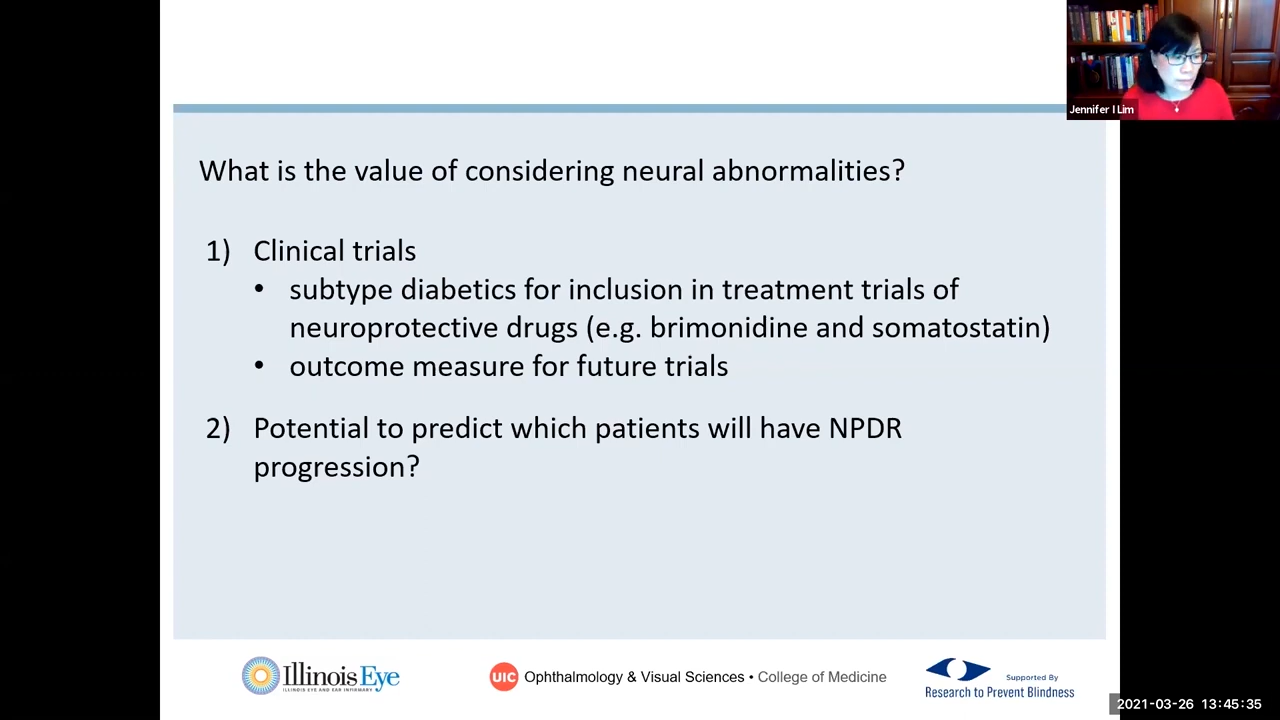 Jennifer I Lim
What is the value of considering neural abnormalities?
1) Clinical trials
• subtype diabetics for inclusion in treatment trials of
neuroprotective drugs (e.g. brimonidine and somatostatin)
• outcome measure for future trials
2) Potential to predict which patients will have NPDR
progression?
Illinois Eye
ILLINOIS EYE AND EAR INFIRMARY
UIC Ophthalmology & Visual Sciences • College of Medicine
Supported By
Research to Prevent Blindness
2021-03-26 13:45:35